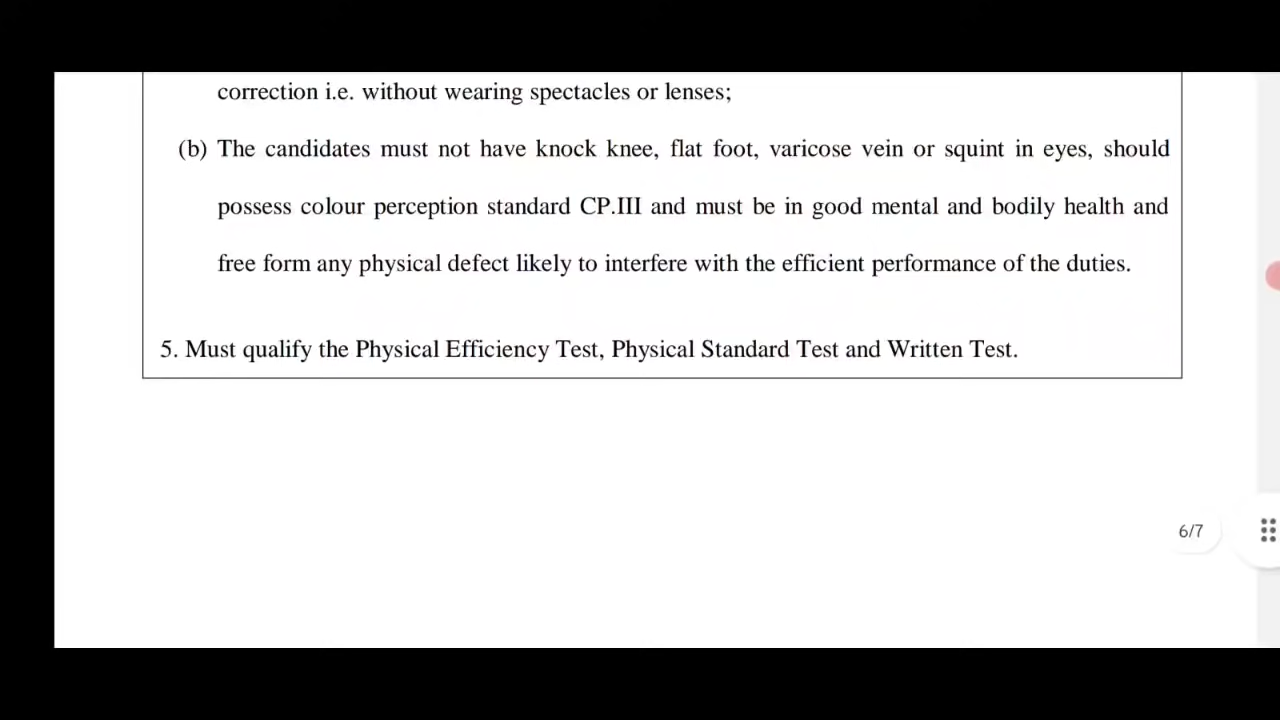 correction i.e. without wearing spectacles or lenses;
(b) The candidates must not have knock knee, flat foot, varicose vein or squint in eyes, should
possess colour perception standard CP.III and must be in good mental and bodily health and
free form any physical defect likely to interfere with the efficient performance of the duties.
5. Must qualify the Physical Efficiency Test, Physical Standard Test and Written Test.
6/7